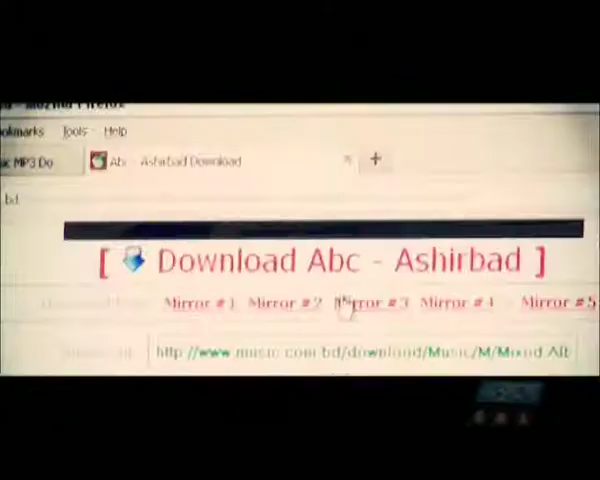 Mozilla Firefox
Tools Help
MP3 Do
Abc - Ashirbad Download
×
+
.bd
[ Download Abc - Ashirbad ]
Mirror #1 Mirror #2 Mirror #3 Mirror #4 Mirror #5
http://www.music.com.bd/download/Music/M/Mixed Alb